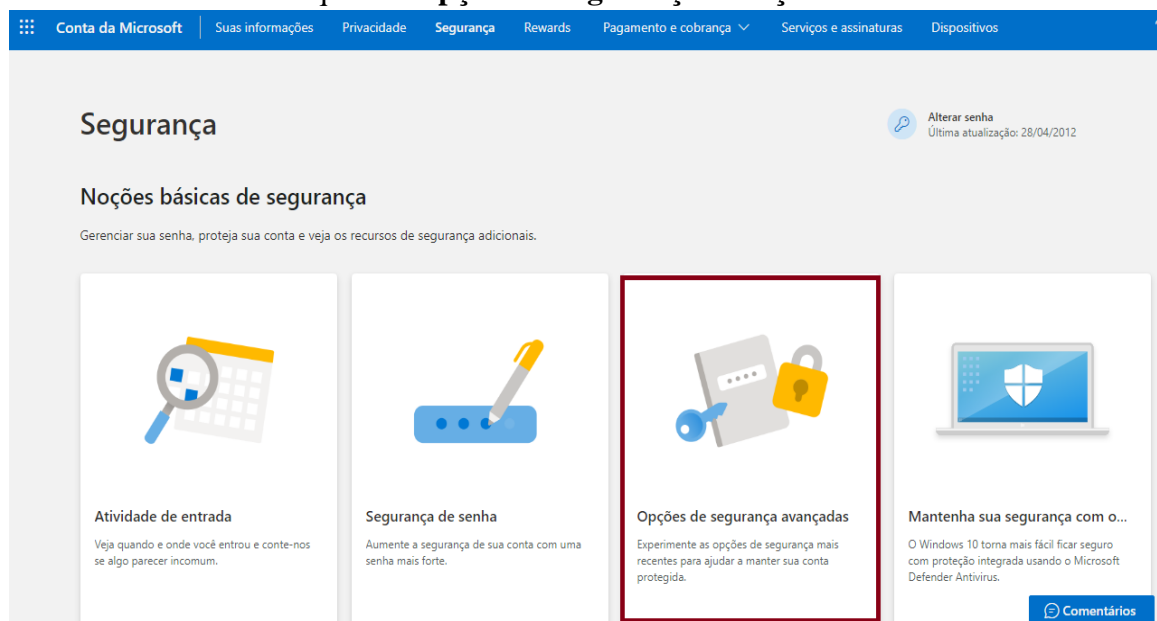 Conta da Microsoft Suas informações Privacidade Segurança Rewards Pagamento e cobrança Serviços e assinaturas Dispositivos
Segurança
Alterar senha
Última atualização: 28/04/2012
Noções básicas de segurança
Gerenciar sua senha, proteja sua conta e veja os recursos de segurança adicionais.
Atividade de entrada
Veja quando e onde você entrou e conte-nos
se algo parecer incomum.
Segurança de senha
Aumente a segurança de sua conta com uma
senha mais forte.
Opções de segurança avançadas
Experimente as opções de segurança mais
recentes para ajudar a manter sua conta
protegida.
Mantenha sua segurança com o...
O Windows 10 torna mais fácil ficar seguro
com proteção integrada usando o Microsoft
Defender Antivirus.
Comentários